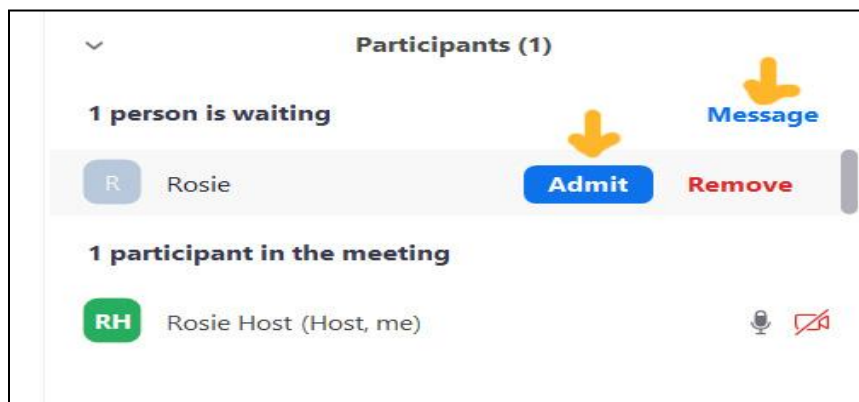 Participants (1)
1 person is waiting Message
R Rosie Admit Remove
1 participant in the meeting
RH Rosie Host (Host, me)